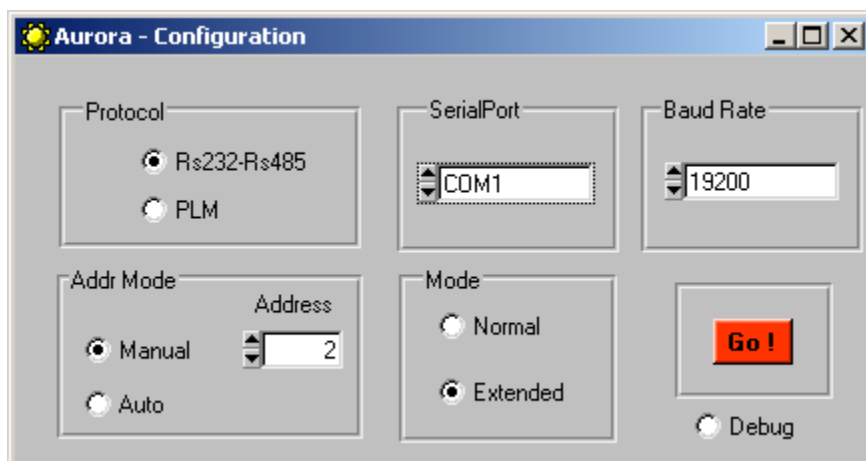 Aurora - Configuration
Protocol
Rs232-Rs485
PLM
SerialPort
COM1
Baud Rate
19200
Addr Mode
Address
Manual
2
Auto
Mode
Normal
Extended
Go !
Debug